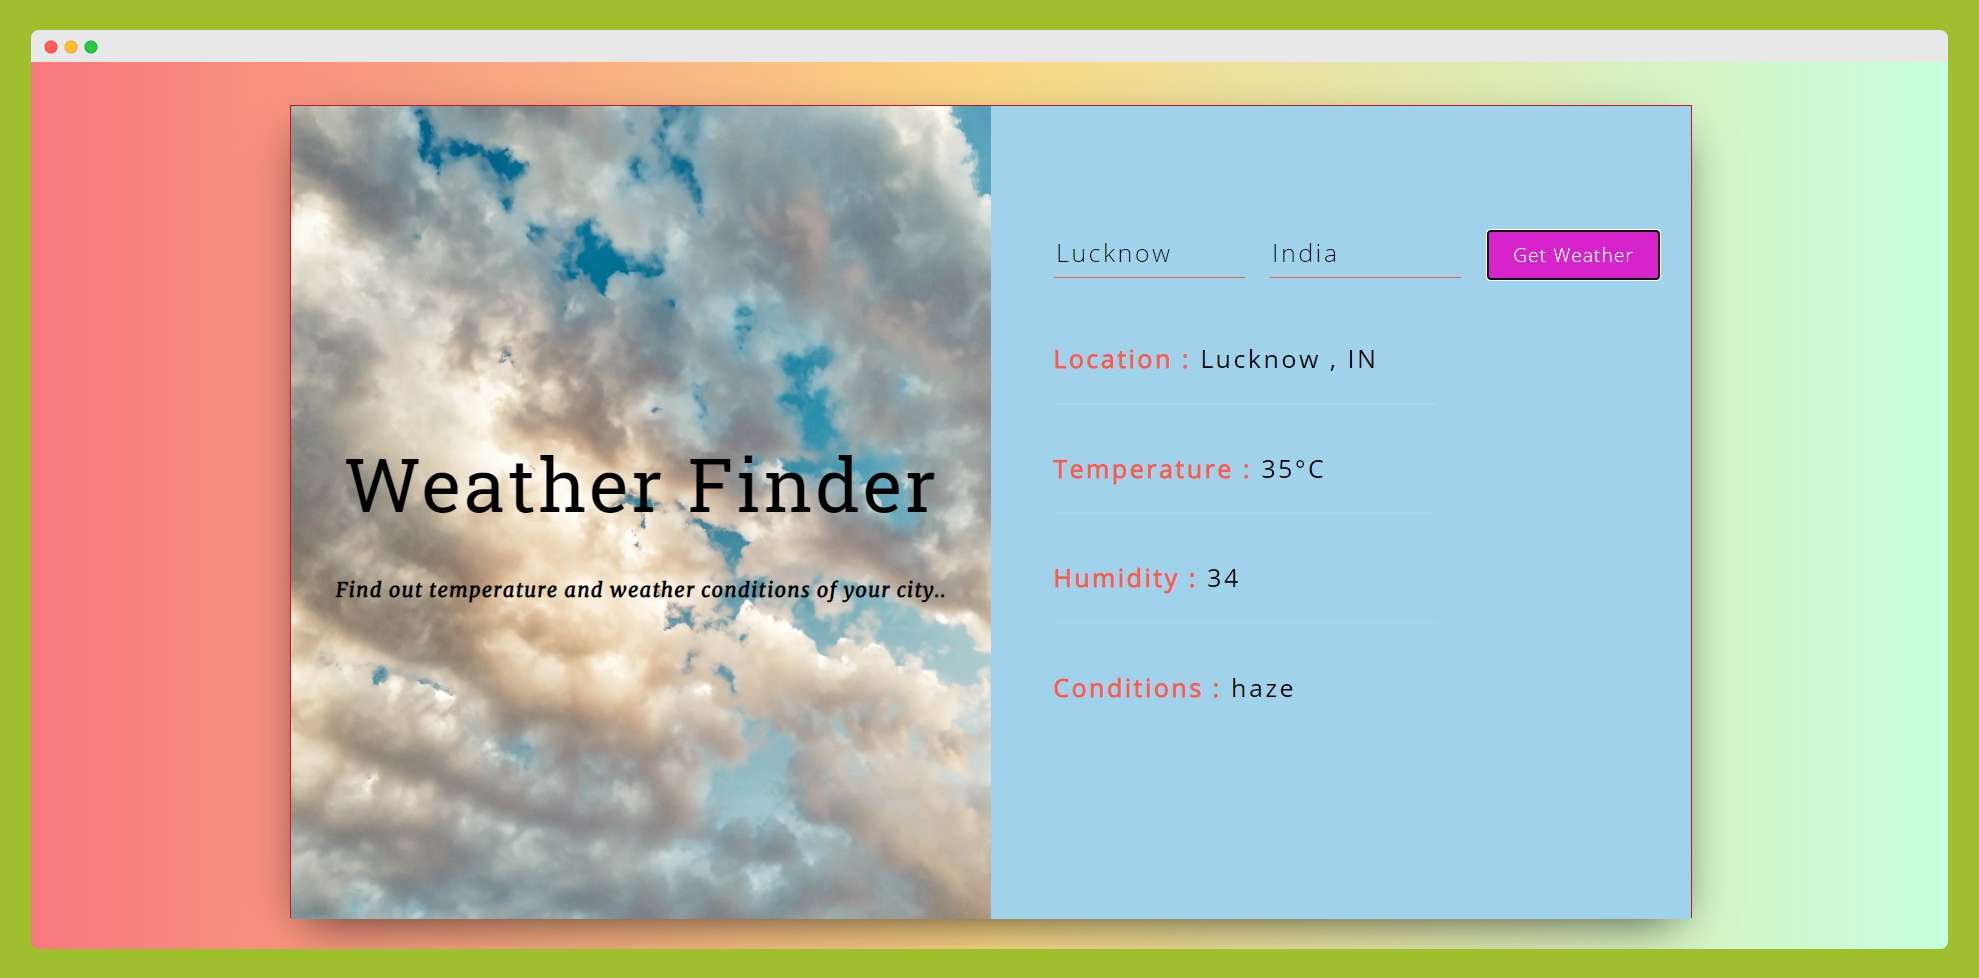 Weather Finder
Find out temperature and weather conditions of your city..
Lucknow India Get Weather
Location : Lucknow , IN
Temperature : 35°C
Humidity : 34
Conditions : haze